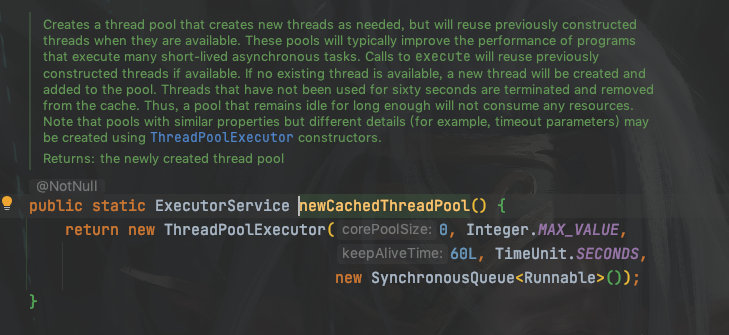 Creates a thread pool that creates new threads as needed, but will reuse previously constructed
threads when they are available. These pools will typically improve the performance of programs
that execute many short-lived asynchronous tasks. Calls to execute will reuse previously
constructed threads if available. If no existing thread is available, a new thread will be created and
added to the pool. Threads that have not been used for sixty seconds are terminated and removed
from the cache. Thus, a pool that remains idle for long enough will not consume any resources.
Note that pools with similar properties but different details (for example, timeout parameters) may
be created using ThreadPoolExecutor constructors.
Returns: the newly created thread pool
@NotNull
public static ExecutorService newCachedThreadPool() {
return new ThreadPoolExecutor( corePoolSize: 0, Integer.MAX_VALUE,
keepAliveTime: 60L, TimeUnit.SECONDS,
new SynchronousQueue<Runnable>());
}